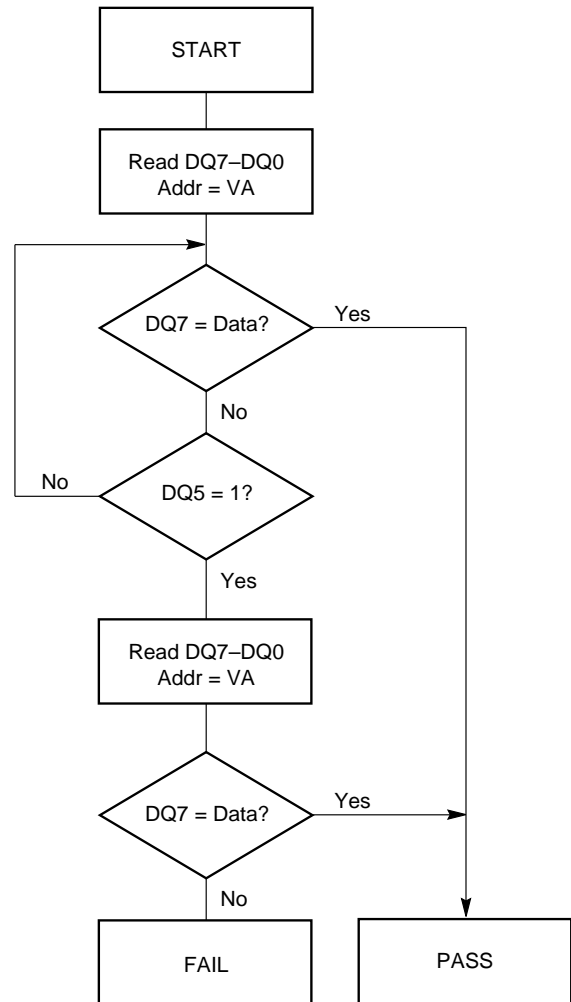 START
Read DQ7–DQ0
Addr = VA
DQ7 = Data?
Yes
No
No
DQ5 = 1?
Yes
Read DQ7–DQ0
Addr = VA
DQ7 = Data?
Yes
No
FAIL
PASS